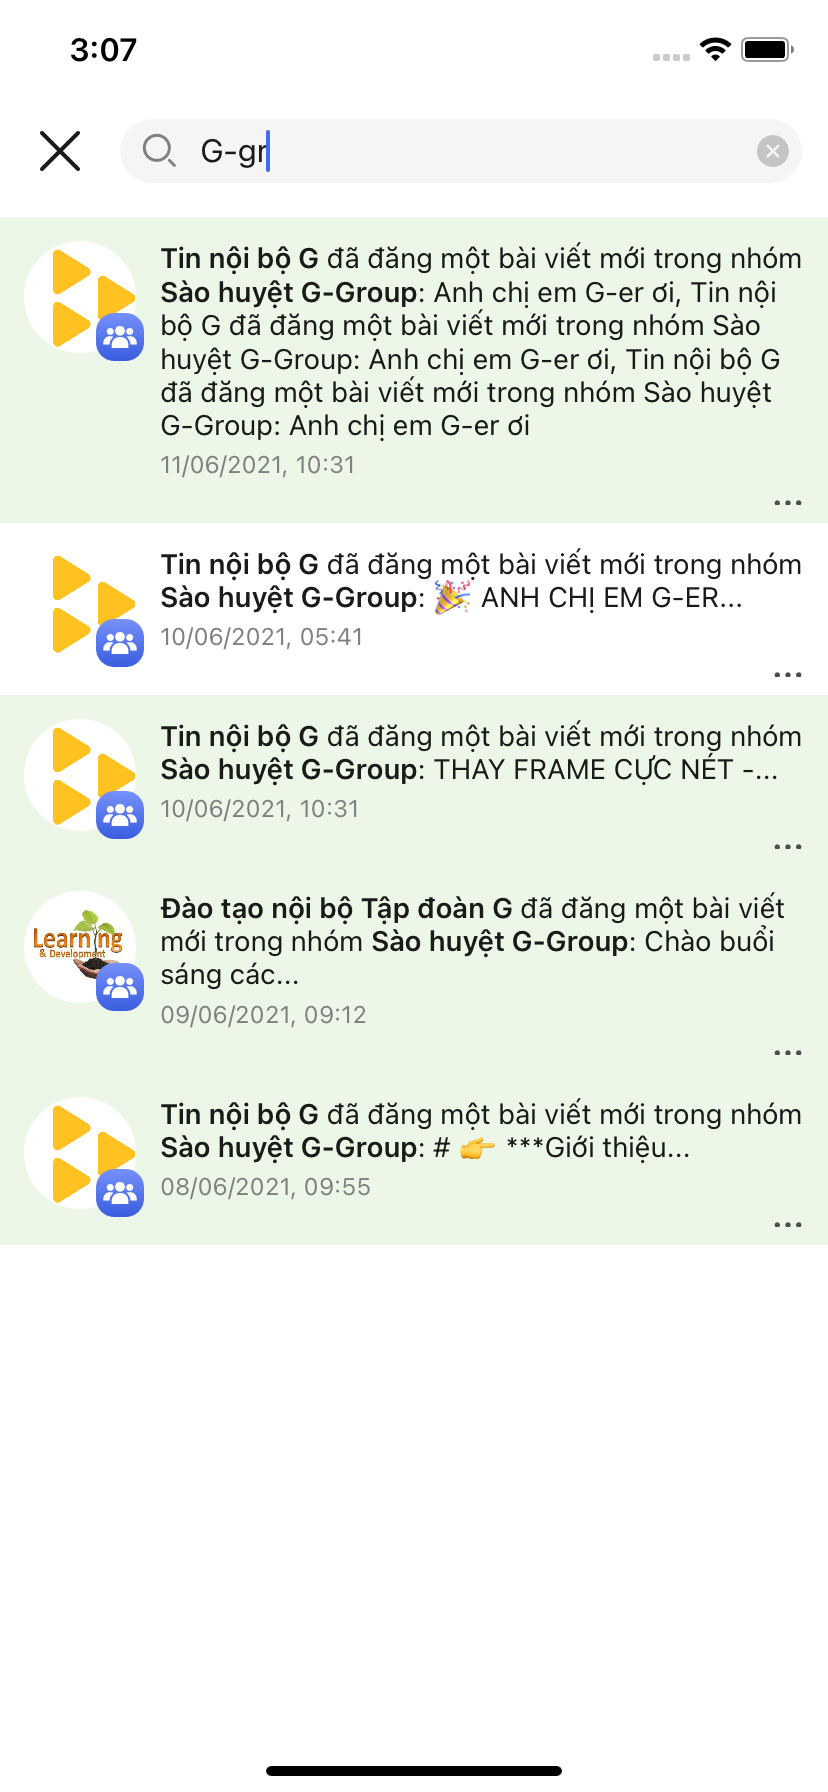 3:07
G-gr
Tin nội bộ G đã đăng một bài viết mới trong nhóm
Sào huyệt G-Group: Anh chị em G-er ơi, Tin nội
bộ G đã đăng một bài viết mới trong nhóm Sào
huyệt G-Group: Anh chị em G-er ơi, Tin nội bộ G
đã đăng một bài viết mới trong nhóm Sào huyệt
G-Group: Anh chị em G-er ơi
11/06/2021, 10:31
Tin nội bộ G đã đăng một bài viết mới trong nhóm
Sào huyệt G-Group: 🎉 ANH CHỊ EM G-ER...
10/06/2021, 05:41
Tin nội bộ G đã đăng một bài viết mới trong nhóm
Sào huyệt G-Group: THAY FRAME CỰC NÉT -...
10/06/2021, 10:31
Learning
& Development
Đào tạo nội bộ Tập đoàn G đã đăng một bài viết
mới trong nhóm Sào huyệt G-Group: Chào buổi
sáng các...
09/06/2021, 09:12
Tin nội bộ G đã đăng một bài viết mới trong nhóm
Sào huyệt G-Group: # 👉 ***Giới thiệu...
08/06/2021, 09:55